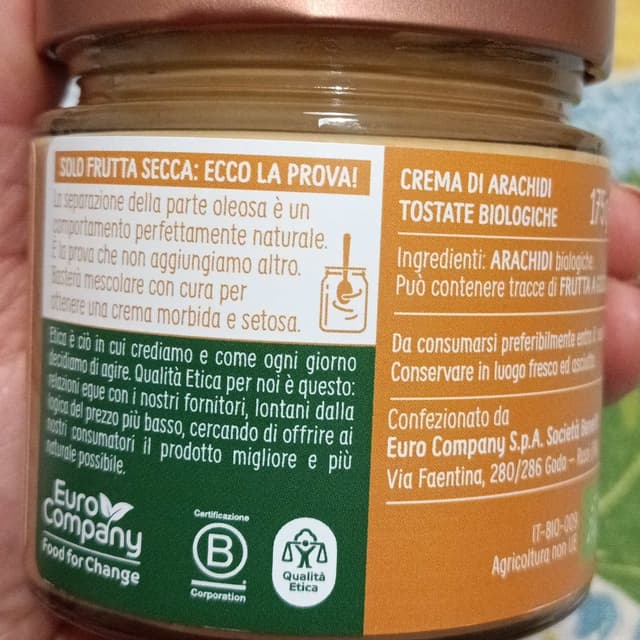 SOLO FRUTTA SECCA: ECCO LA PROVA!
La separazione della parte oleosa è un
comportamento perfettamente naturale.
È la prova che non aggiungiamo altro.
Basterà mescolare con cura per
ottenere una crema morbida e setosa.
Etica è ciò in cui crediamo e come ogni giorno
decidiamo di agire. Qualità Etica per noi è questo:
relazioni eque con i nostri fornitori, lontani dalla
logica del prezzo più basso, cercando di offrire ai
nostri consumatori il prodotto migliore e più
naturale possibile.
Euro
Company
Food for Change
Certificazione
B
Corporation
Qualità
Etica
CREMA DI ARACHIDI
TOSTATE BIOLOGICHE
Ingredienti: ARACHIDI biologiche.
Può contenere tracce di FRUTTA A
Da consumarsi preferibilmente entro il
Conservare in luogo fresco ed asciutto.
Confezionato da
Euro Company S.p.A. Società
Via Faentina, 280/286 Godo –
IT-BIO-009
Agricoltura non UE